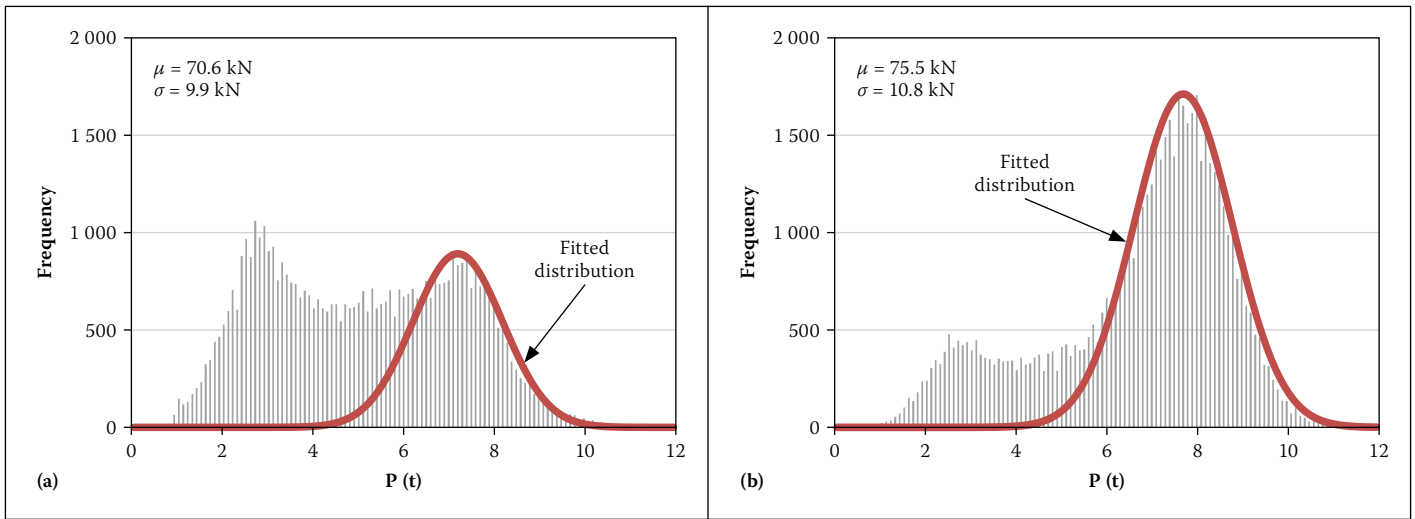 2 000
μ = 70.6 kN
σ = 9.9 kN
1 500
Frequency
1 000
Fitted
distribution
500
0
0 2 4 6 8 10 12
(a)
P (t)
2 000
μ = 75.5 kN
σ = 10.8 kN
1 500
Fitted
distribution
Frequency
1 000
500
0
0 2 4 6 8 10 12
(b)
P (t)